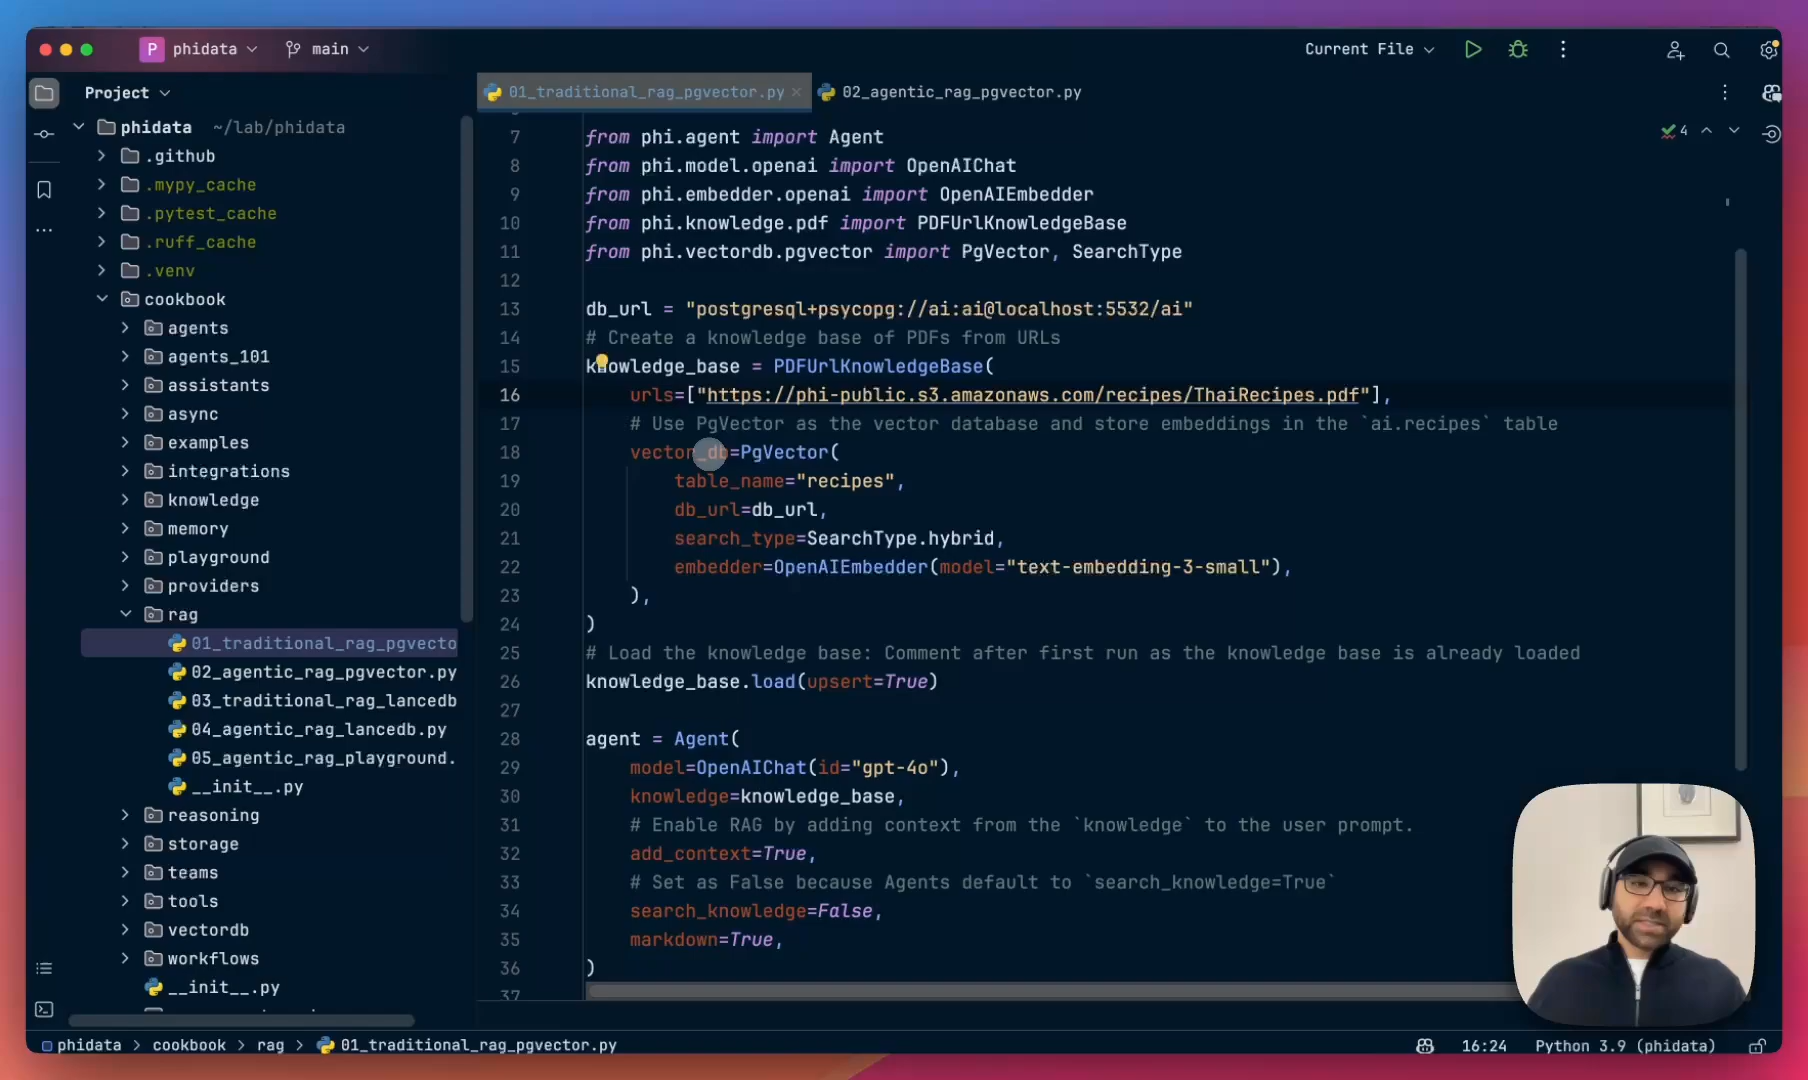 P phidata main Current File
Project
01_traditional_rag_pgvector.py 02_agentic_rag_pgvector.py
phidata ~/lab/phidata
.github
.mypy_cache
.pytest_cache
.ruff_cache
.venv
cookbook
agents
agents_101
assistants
async
examples
integrations
knowledge
memory
playground
providers
rag
01_traditional_rag_pgvecto
02_agentic_rag_pgvector.py
03_traditional_rag_lancedb
04_agentic_rag_lancedb.py
05_agentic_rag_playground.
__init__.py
reasoning
storage
teams
tools
vectordb
workflows
__init__.py
4
7 from phi.agent import Agent
8 from phi.model.openai import OpenAIChat
9 from phi.embedder.openai import OpenAIEmbedder
10 from phi.knowledge.pdf import PDFUrlKnowledgeBase
11 from phi.vectordb.pgvector import PgVector, SearchType
12
13 db_url = "postgresql+psycopg://ai:ai@localhost:5532/ai"
14 # Create a knowledge base of PDFs from URLs
15 knowledge_base = PDFUrlKnowledgeBase(
16 urls=["https://phi-public.s3.amazonaws.com/recipes/ThaiRecipes.pdf"],
17 # Use PgVector as the vector database and store embeddings in the `ai.recipes` table
18 vector_db=PgVector(
19 table_name="recipes",
20 db_url=db_url,
21 search_type=SearchType.hybrid,
22 embedder=OpenAIEmbedder(model="text-embedding-3-small"),
23 ),
24 )
25 # Load the knowledge base: Comment after first run as the knowledge base is already loaded
26 knowledge_base.load(upsert=True)
27
28 agent = Agent(
29 model=OpenAIChat(id="gpt-4o"),
30 knowledge=knowledge_base,
31 # Enable RAG by adding context from the `knowledge` to the user prompt.
32 add_context=True,
33 # Set as False because Agents default to `search_knowledge=True`
34 search_knowledge=False,
35 markdown=True,
36 )
37
phidata > cookbook > rag > 01_traditional_rag_pgvector.py 16:24 Python 3.9 (phidata)